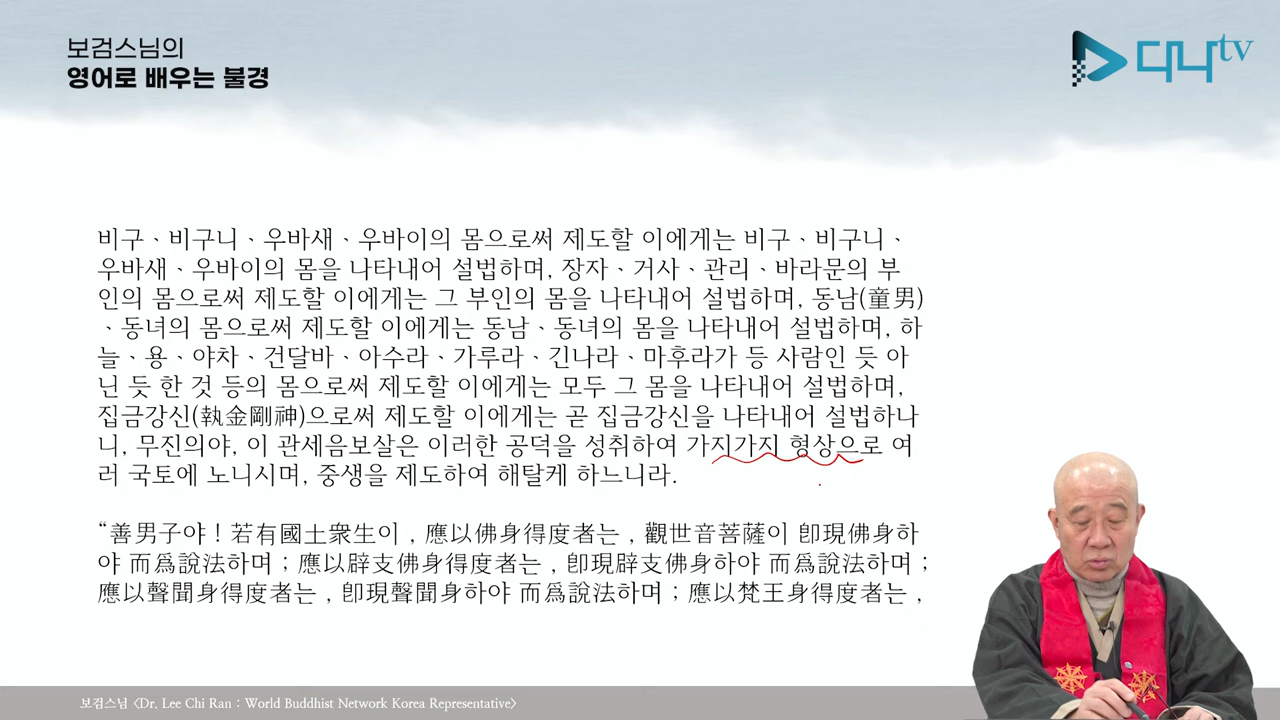 보검스님의
영어로 배우는 불경
디나tv
비구、비구니、우바새、우바이의 몸으로써 제도할 이에게는 비구、비구니、
우바새、우바이의 몸을 나타내어 설법하며, 장자、거사、관리、바라문의 부
인의 몸으로써 제도할 이에게는 그 부인의 몸을 나타내어 설법하며, 동남(童男)
、동녀의 몸으로써 제도할 이에게는 동남、동녀의 몸을 나타내어 설법하며, 하
늘、용、야차、건달바、아수라、가루라、긴나라、마후라가 등 사람인 듯 아
닌 듯 한 것 등의 몸으로써 제도할 이에게는 모두 그 몸을 나타내어 설법하며,
집금강신(執金剛神)으로써 제도할 이에게는 곧 집금강신을 나타내어 설법하나
니, 무진의야, 이 관세음보살은 이러한 공덕을 성취하여 가지가지 형상으로 여
러 국토에 노니시며, 중생을 제도하여 해탈케 하느니라.
“善男子야 ! 若有國土衆生이 , 應以佛身得度者는 , 觀世音菩薩이 卽現佛身하
야 而爲說法하며 ; 應以辟支佛身得度者는 , 卽現辟支佛身하야 而爲說法하며 ;
應以聲聞身得度者는 , 卽現聲聞身하야 而爲說法하며 ; 應以梵王身得度者는 ,
보검스님 <Dr. Lee Chi Ran : World Buddhist Network Korea Representative>